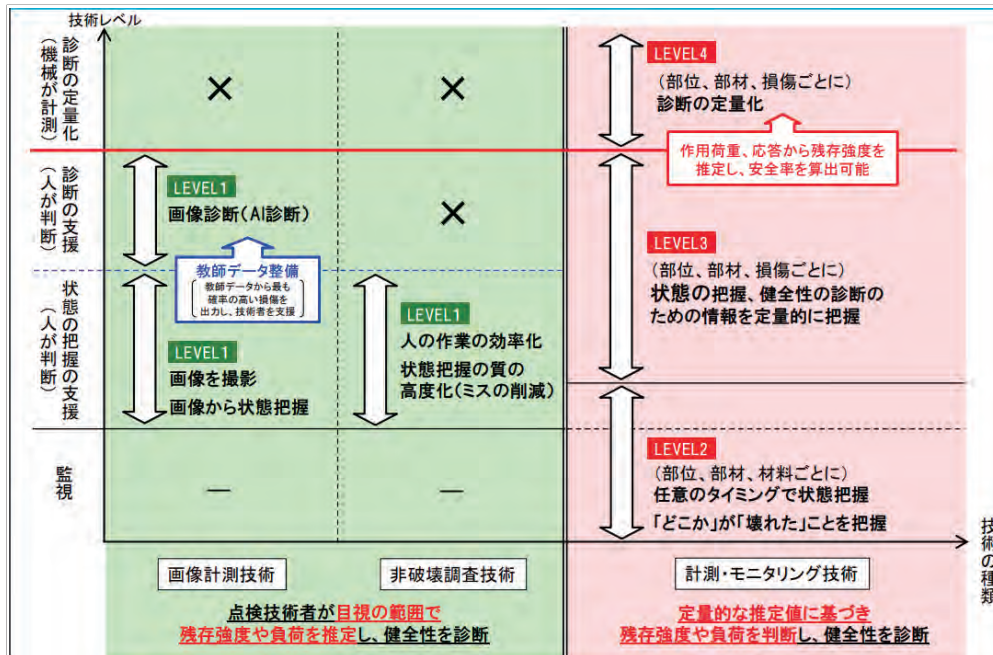 技術レベル
診断の定量化
(機械が計測)
×
×
LEVEL4
(部位、部材、損傷ごとに)
診断の定量化
作用荷重、応答から残存強度を
推定し、安全率を算出可能
診断の支援
(人が判断)
LEVEL1
画像診断(AI診断)
×
教師データ整備
教師データから最も
確率の高い損傷を
出力し、技術者を支援
LEVEL3
(部位、部材、損傷ごとに)
状態の把握、健全性の診断の
ための情報を定量的に把握
状態の把握の支援
(人が判断)
LEVEL1
画像を撮影
画像から状態把握
LEVEL1
人の作業の効率化
状態把握の質の
高度化(ミスの削減)
監視
—
—
LEVEL2
(部位、部材、材料ごとに)
任意のタイミングで状態把握
「どこか」が「壊れた」ことを把握
技術の種類
画像計測技術
非破壊調査技術
計測・モニタリング技術
点検技術者が目視の範囲で
残存強度や負荷を推定し、健全性を診断
定量的な推定値に基づき
残存強度や負荷を判断し、健全性を診断